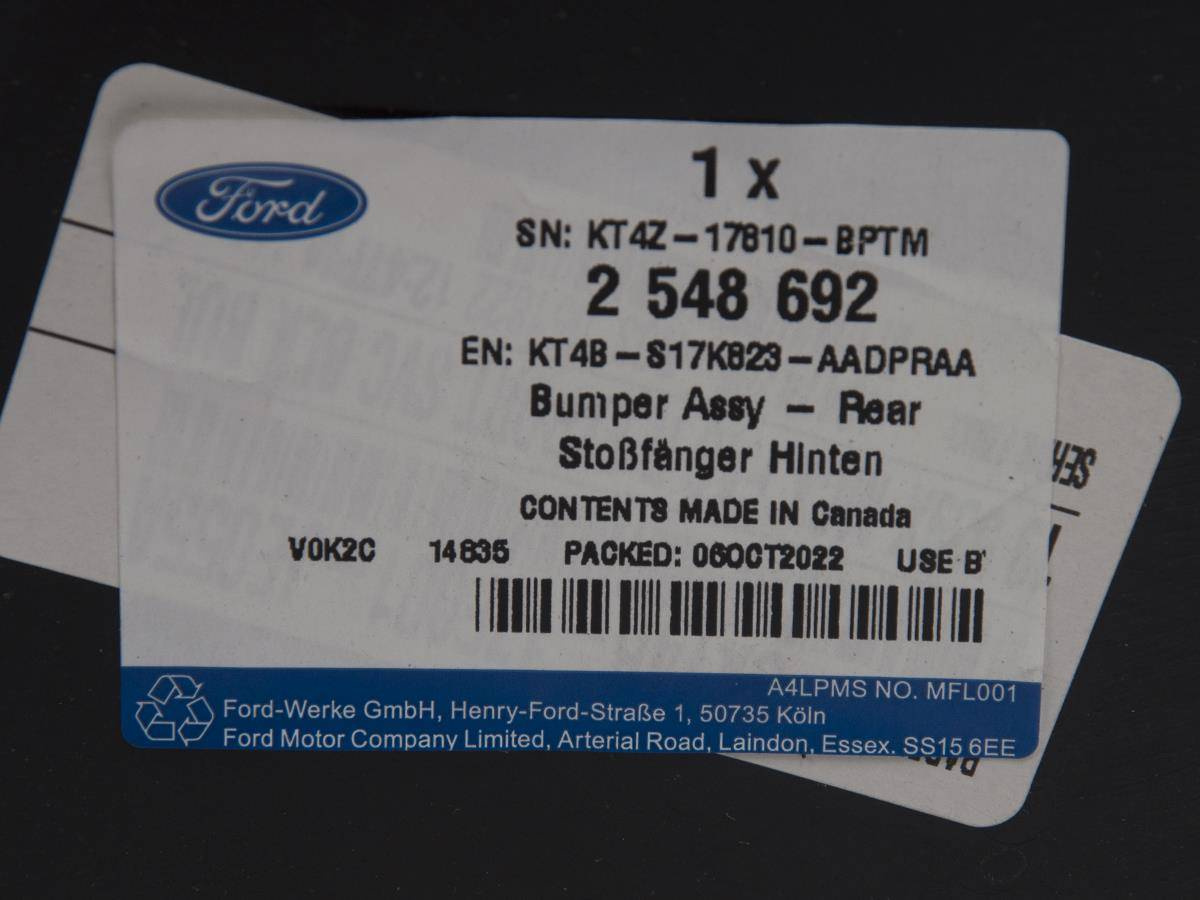 Ford
1 x
SN: KT4Z-17810-BPTM
2 548 692
EN: KT4B-S17K823-AADPRAA
Bumper Assy - Rear
Stoßfänger Hinten
CONTENTS MADE IN Canada
V0K2C 14835 PACKED: 06OCT2022 USE B
A4LPMS NO. MFL001
Ford-Werke GmbH, Henry-Ford-Straße 1, 50735 Köln
Ford Motor Company Limited, Arterial Road, Laindon, Essex. SS15 6EE